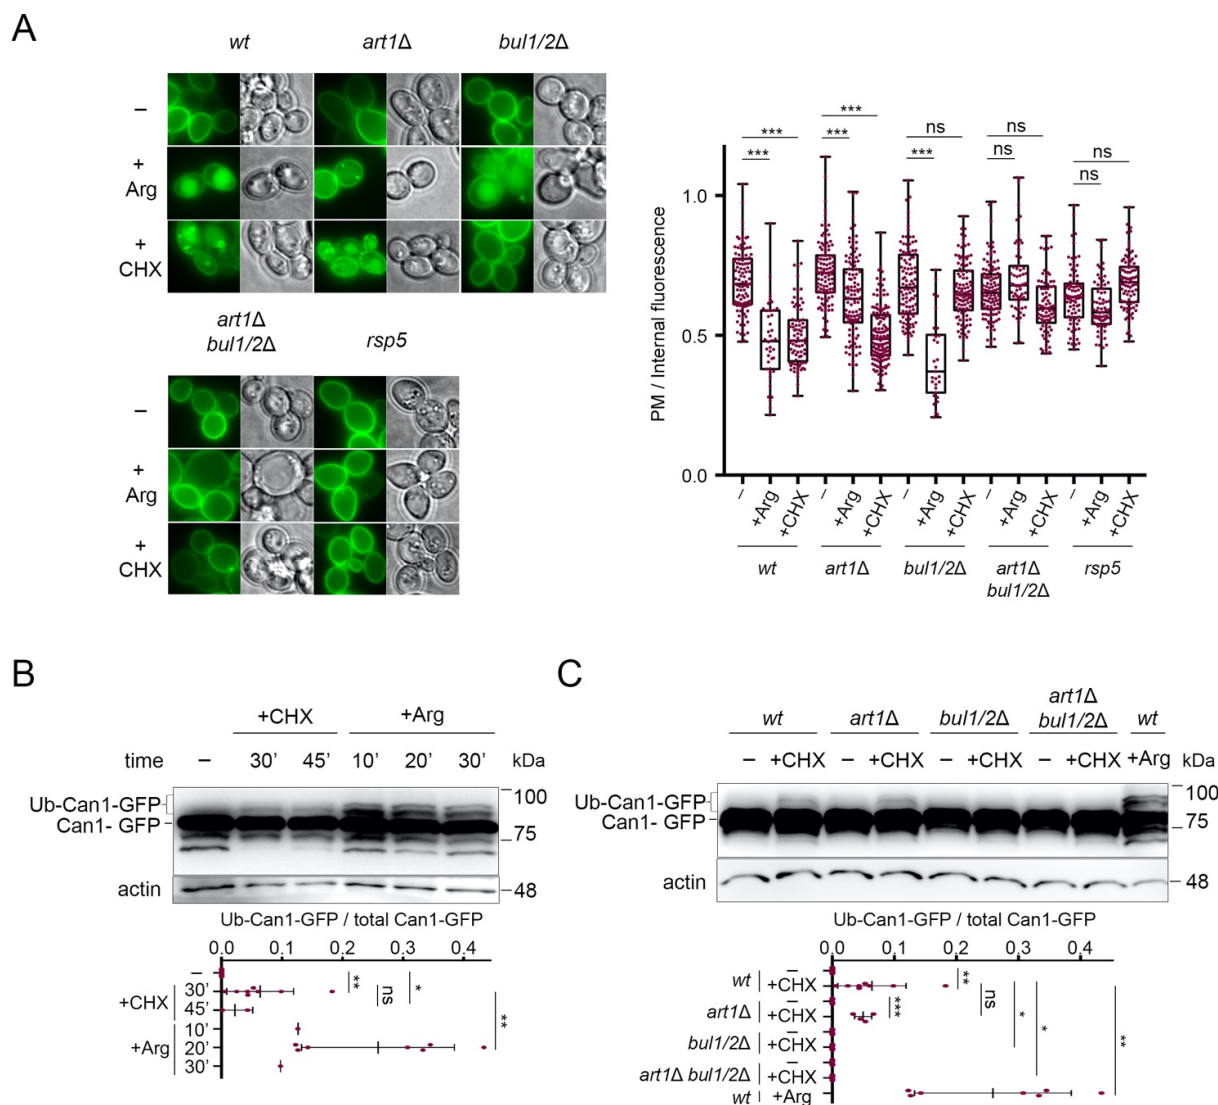 A
wt art1Δ bul1/2Δ
–
+
Arg
+
CHX
art1Δ
bul1/2Δ rsp5
–
+
Arg
+
CHX
PM / Internal fluorescence
1.0
0.5
0.0
*** *** *** *** ns *** ns ns ns ns
– +Arg +CHX – +Arg +CHX – +Arg +CHX – +Arg +CHX – +Arg +CHX
wt art1Δ bul1/2Δ art1Δ bul1/2Δ rsp5
B
+CHX +Arg
time – 30’ 45’ 10’ 20’ 30’ kDa
Ub-Can1-GFP
Can1- GFP
100
75
actin
48
Ub-Can1-GFP / total Can1-GFP
0.0 0.1 0.2 0.3 0.4
–
+CHX 30’
45’
+Arg 10’
20’
30’
** ns * **
C
wt art1Δ bul1/2Δ art1Δ bul1/2Δ wt
– +CHX – +CHX – +CHX – +CHX +Arg kDa
Ub-Can1-GFP
Can1- GFP
100
75
actin
48
Ub-Can1-GFP / total Can1-GFP
0.0 0.1 0.2 0.3 0.4
wt –
+CHX
art1Δ –
+CHX
bul1/2Δ –
+CHX
art1Δ bul1/2Δ –
+CHX
wt +Arg
** *** ns * * **